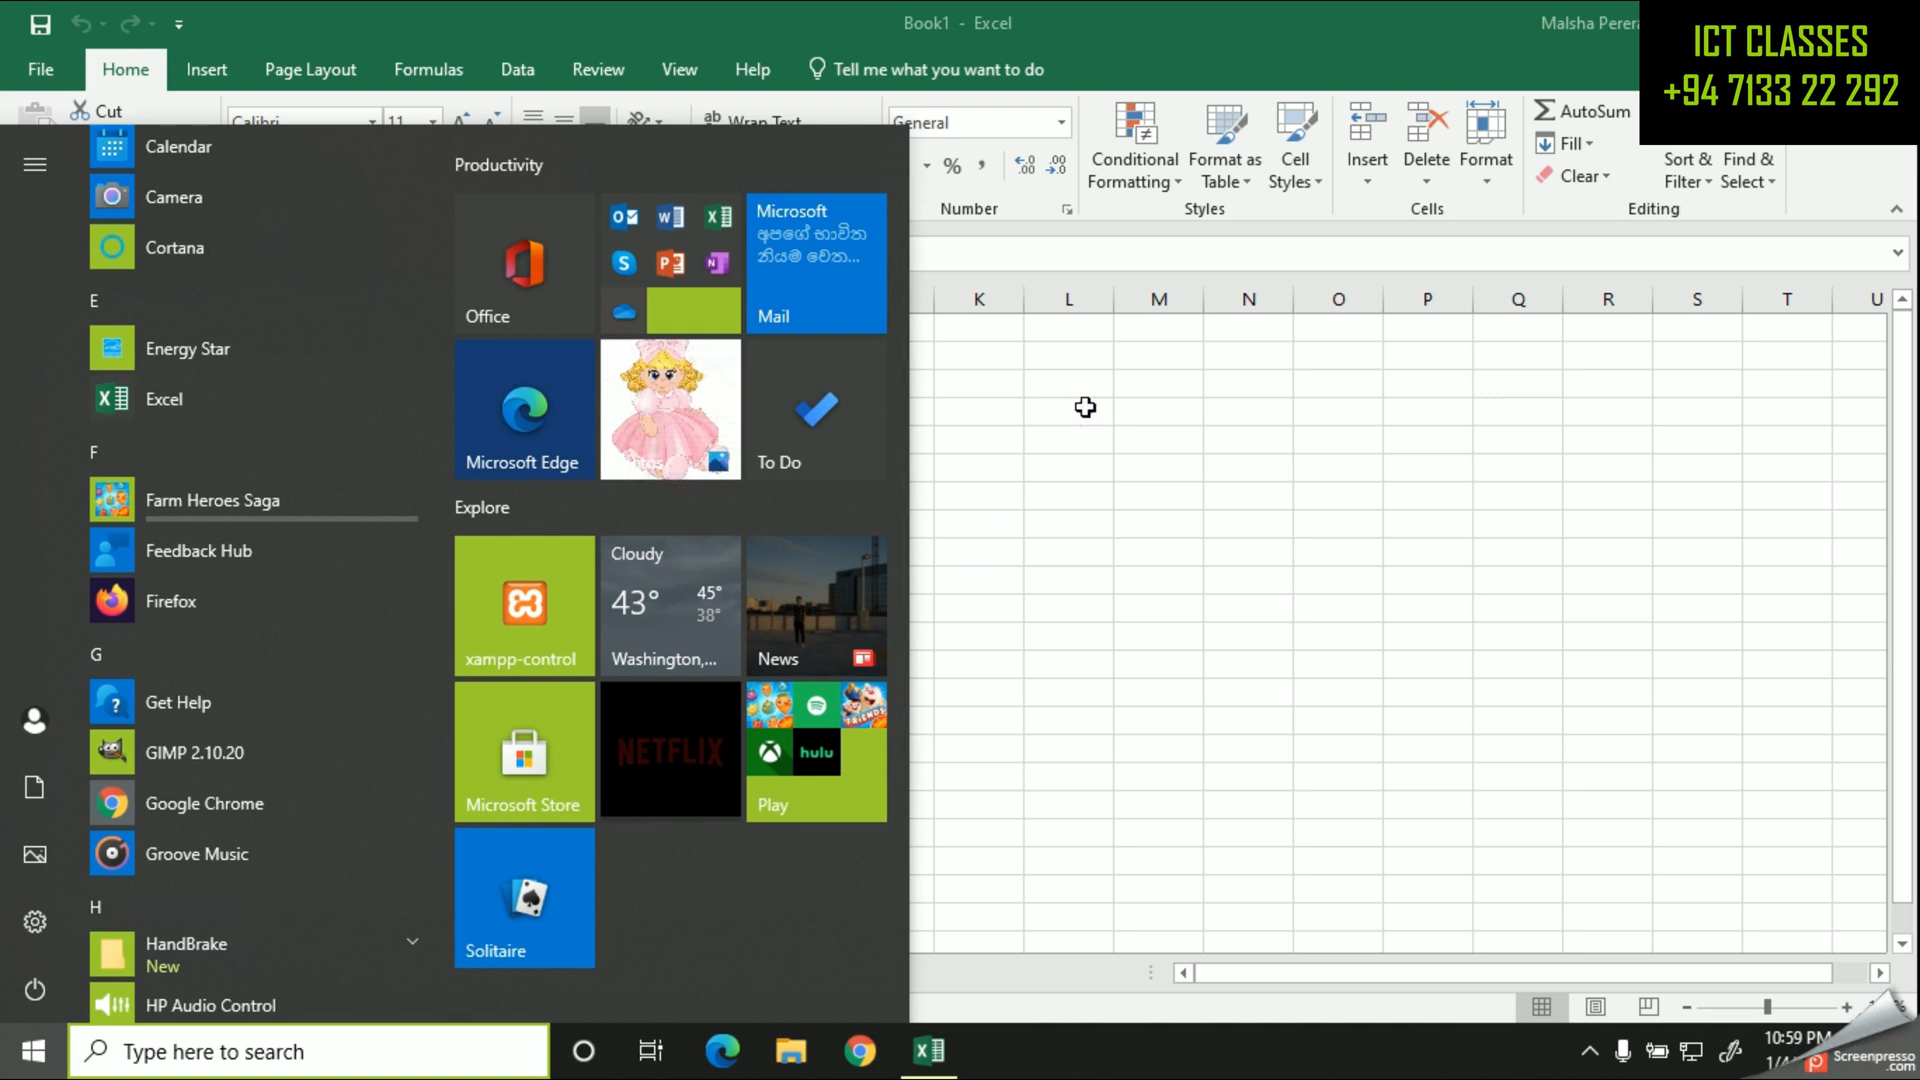 Book1 - Excel
Malsha Perera
ICT CLASSES
+94 7133 22 292
File Home Insert Page Layout Formulas Data Review View Help Tell me what you want to do
Cut
Calibri 11
Wrap Text
General
Conditional
Formatting
Format as
Table
Cell
Styles
Insert
Delete
Format
AutoSum
Fill
Clear
Sort &
Filter
Find &
Select
Number
Styles
Cells
Editing
K L M N O P Q R S T U
Calendar
Camera
Cortana
E
Energy Star
Excel
F
Farm Heroes Saga
Feedback Hub
Firefox
G
Get Help
GIMP 2.10.20
Google Chrome
Groove Music
H
HandBrake
New
HP Audio Control
Productivity
Office
Microsoft
අපගේ භාවිත
නියම වෙත...
Mail
Microsoft Edge
To Do
Explore
xampp-control
Cloudy
43°
45°
38°
Washington,...
News
Microsoft Store
NETFLIX
FRIENDS
hulu
Play
Solitaire
Type here to search
10:59 PM
Screenpresso
.com